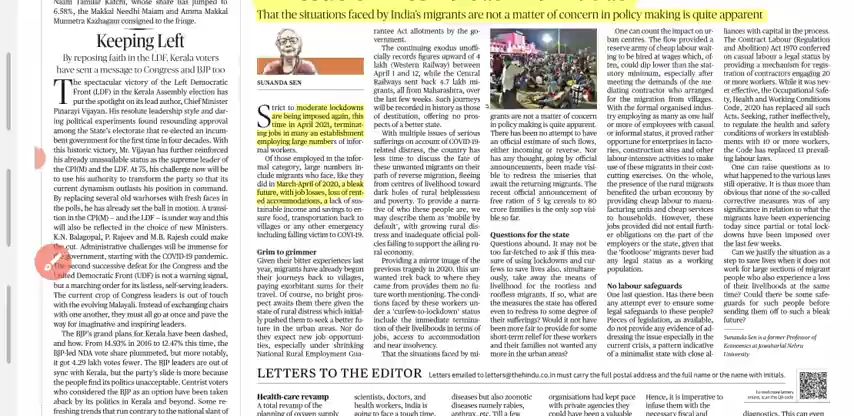 Naam Tamilar Katchi, whose share has jumped to
6.58%, the Makkal Needhi Maiam and Amma Makkal
Munnetra Kazhagam consigned to the fringe.
Keeping Left
By reposing faith in the LDF, Kerala voters
have sent a message to Congress and BJP too
The spectacular victory of the Left Democratic
Front (LDF) in the Kerala Assembly election has
put the spotlight on its lead author, Chief Minister
Pinarayi Vijayan. His resolute leadership style and dar-
ing political experiments found resounding approval
among the State's electorate that re-elected an incum-
bent government for the first time in four decades. With
this historic victory, Mr. Vijayan has further reinforced
his already unassailable status as the supreme leader of
the CPI(M) and the LDF. At 75, his challenge now will be
to use his authority to transform the party so that its
current dynamism outlasts his position in command.
By replacing several old warhorses with fresh faces in
the polls, he has already set the ball in motion. A transi-
tion in the CPI(M) – and the LDF – is under way and this
will also be reflected in the choice of new Ministers.
K.N. Balagopal, P. Rajeev and M.B. Rajesh could make
the cut. Administrative challenges will be immense for
government, starting with the COVID-19 pandemic.
second successive defeat for the Congress and the
United Democratic Front (UDF) is not a warning signal,
but a marching order for its listless, self-serving leaders.
The current crop of Congress leaders is out of touch
with the evolving Malayali. Instead of exchanging chairs
with one another, they must all go at once and pave the
way for imaginative and inspiring leaders.
The BJP's grand plans for Kerala have been dashed,
and how. From 14.93% in 2016 to 12.47% this time, the
BJP-led NDA vote share plummeted, but more notably,
it got 4.29 lakh votes fewer. The BJP leaders are out of
sync with Kerala, but the party's slide is more because
the people find its politics unacceptable. Centrist voters
who considered the BJP as an option have been taken
aback by its politics in Kerala and beyond. Some re-
freshing trends that run contrary to the national slant of
That the situations faced by India's migrants are not a matter of concern in policy making is quite apparent
SUNANDA SEN
Strict to moderate lockdowns
are being imposed again, this
time in April 2021, terminat-
ing jobs in many an establishment
employing large numbers of infor-
mal workers.
Of those employed in the infor-
mal category, large numbers in-
clude migrants who face, like they
did in March-April of 2020, a bleak
future, with job losses, loss of rent-
ed accommodations, a lack of sus-
tainable income and savings to en-
sure food, transportation back to
villages or any other emergency
including falling victim to COVID-19.
Grim to grimmer
Given their bitter experiences last
year, migrants have already begun
their journeys back to villages,
paying exorbitant sums for their
travel. Of course, no bright pros-
pect awaits them there given the
state of rural distress which initial-
ly pushed them to seek a better fu-
ture in the urban areas. Nor do
they expect new job opportuni-
ties, especially under shrinking
National Rural Employment Gua-
rantee Act allotments by the go-
vernment.
The continuing exodus unoffi-
cially records figures upward of 4
lakh (Western Railway) between
April 1 and 12, while the Central
Railways sent back 4.7 lakh mi-
grants, all from Maharashtra, over
the last few weeks. Such journeys
will be recorded in history as those
of destitution, offering no pros-
pects of a better state.
With multiple issues of serious
sufferings on account of COVID-19
related distress, the country has
less time to discuss the fate of
these unwanted migrants on their
path of reverse migration, fleeing
from centres of livelihood toward
dark holes of rural helplessness
and poverty. To provide a narra-
tive of who these people are, we
may describe them as 'mobile by
default', with growing rural dis-
tress and inadequate official poli-
cies failing to support the ailing ru-
ral economy.
Providing a mirror image of the
previous tragedy in 2020, this un-
wanted trek back to where they
came from provides them no fu-
ture worth mentioning. The condi-
tions faced by these workers un-
der a 'curfew-to-lockdown' status
include the immediate termina-
tion of their livelihoods in terms of
jobs, access to accommodation
and near insolvency.
That the situations faced by mi-
grants are not a matter of concern
in policy making is quite apparent.
There has been no attempt to have
an official estimate of such flows,
either incoming or reverse. Nor
has any thought, going by official
announcements, been made visi-
ble to redress the miseries that
await the returning migrants. The
recent official announcement of
free ration of 5 kg cereals to 80
crore families is the only sop visi-
ble so far.
Questions for the state
Questions abound. It may not be
too far-fetched to ask if this mea-
sure of using lockdowns and cur-
fews to save lives also, simultane-
ously, take away the means of
livelihood for the rootless and
roofless migrants. If so, what are
the measures the state has offered
even to redress to some degree of
their sufferings? Would it not have
been more fair to provide for some
short-term relief for these workers
and their families not wanted any
more in the urban areas?
One can count the impact on ur-
ban centres. The flow provided a
reserve army of cheap labour wait-
ing to be hired at wages which, of-
ten, could dip lower than the sta-
tutory minimum, especially after
meeting the demands of the me-
diating contractor who arranged
for the migration from villages.
With the formal organised indus-
try employing as many as one half
or more of employees with casual
or informal status, it proved rather
opportune for enterprises in facto-
ries, construction sites and other
labour-intensive activities to make
use of these migrants in their cost-
cutting exercises. On the whole,
the presence of the rural migrants
benefited the urban economy by
providing cheap labour to manu-
facturing units and cheap services
to households. However, these
jobs provided did not entail furth-
er obligations on the part of the
employers or the state, given that
the 'footloose' migrants never had
any legal status as a working
population.
No labour safeguards
One last question. Has there been
any attempt ever to ensure some
legal safeguards to these people?
Pieces of legislation, as available,
do not provide any evidence of ad-
dressing the issue especially in the
current crisis, a pattern indicative
of a minimalist state with close al-
liances with capital in the process.
The Contract Labour (Regulation
and Abolition) Act 1970 conferred
on casual labour a legal status by
providing a mechanism for regis-
tration of contractors engaging 20
or more workers. While it was nev-
er effective, the Occupational Safe-
ty, Health and Working Conditions
Code, 2020 has replaced all such
Acts. Seeking, rather ineffectively,
to regulate the health and safety
conditions of workers in establish-
ments with 10 or more workers,
the Code has replaced 13 prevail-
ing labour laws.
One can raise questions as to
what happened to the various laws
still operative. It is thus more than
obvious that none of the so-called
corrective measures was of any
significance in relation to what the
migrants have been experiencing
today since partial or total lock-
downs have been imposed over
the last few weeks.
Can we justify the situation as a
step to save lives when it does not
work for large sections of migrant
people who also experience a loss
of their livelihoods at the same
time? Could there be some safe-
guards for such people before
sending them off to such a bleak
future?
Sunanda Sen is a former Professor of
Economics at Jawaharlal Nehru
University
LETTERS TO THE EDITOR Letters emailed to letters@thehindu.co.in must carry the full postal address and the full name or the name with initials.
Health-care revamp
A total revamp of the
planning of oxygen supply
scientists, doctors, and
health workers, India is
going to face a tough time.
diseases but also zoonotic
diseases namely rabies,
anthrax, etc. Till a few
organisations had kept pace
with private agencies they
could have been a valuable
Hence, it is imperative to
infuse them with the
necessary fiscal and
diagnostics. This can even